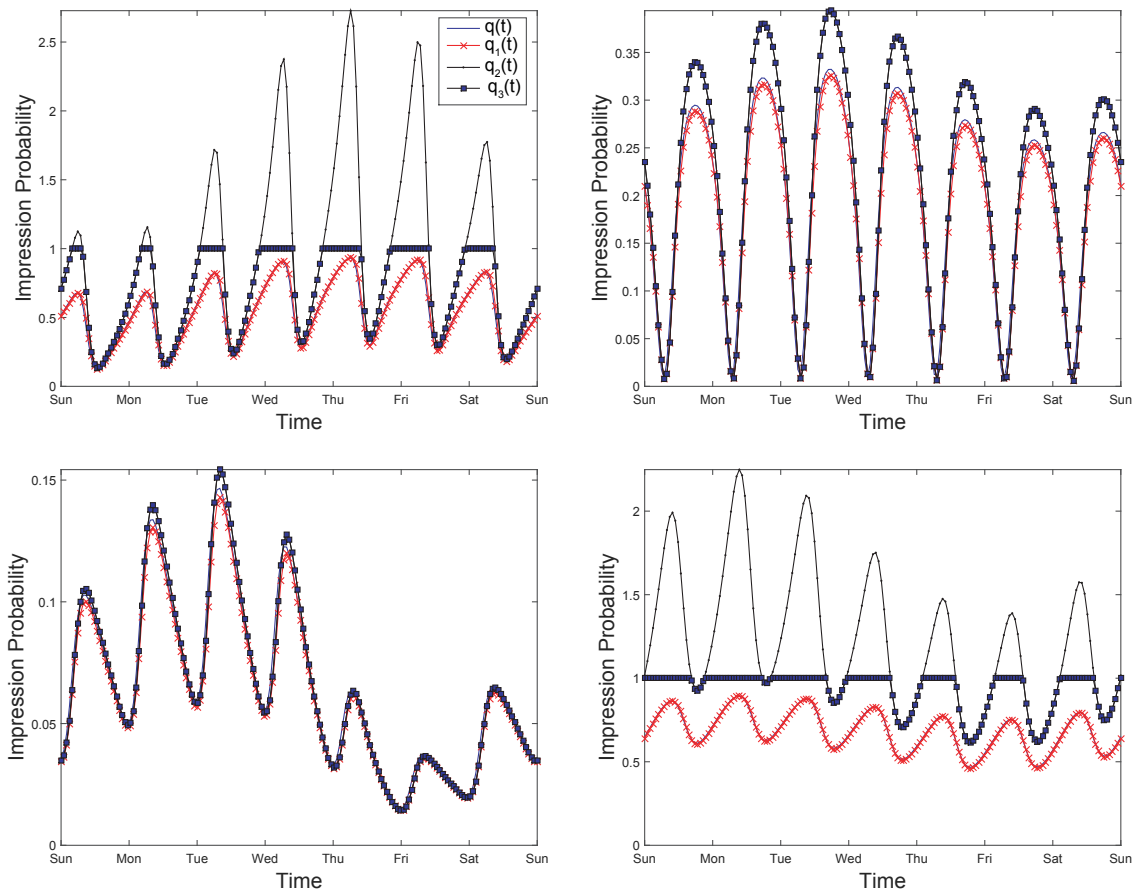 Impression Probability
2.5
2
1.5
1
0.5
0
Sun Mon Tue Wed Thu Fri Sat Sun
Time
q(t)
q1(t)
q2(t)
q3(t)
Impression Probability
0.35
0.3
0.25
0.2
0.15
0.1
0.05
0
Sun Mon Tue Wed Thu Fri Sat Sun
Time
Impression Probability
0.15
0.1
0.05
0
Sun Mon Tue Wed Thu Fri Sat Sun
Time
Impression Probability
2
1.5
1
0.5
0
Sun Mon Tue Wed Thu Fri Sat Sun
Time